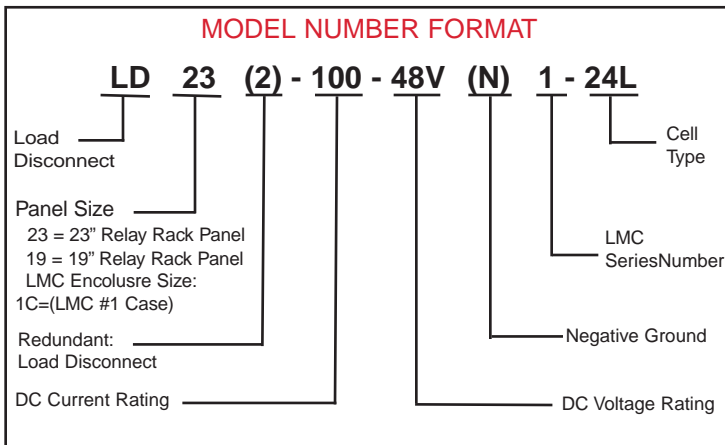 MODEL NUMBER FORMAT
LD 23 (2) - 100 - 48V (N) 1 - 24L
Load
Disconnect
Cell
Type
Panel Size
23 = 23” Relay Rack Panel
19 = 19” Relay Rack Panel
LMC Encolusre Size:
1C=(LMC #1 Case)
LMC
SeriesNumber
Redundant:
Load Disconnect
Negative Ground
DC Current Rating
DC Voltage Rating